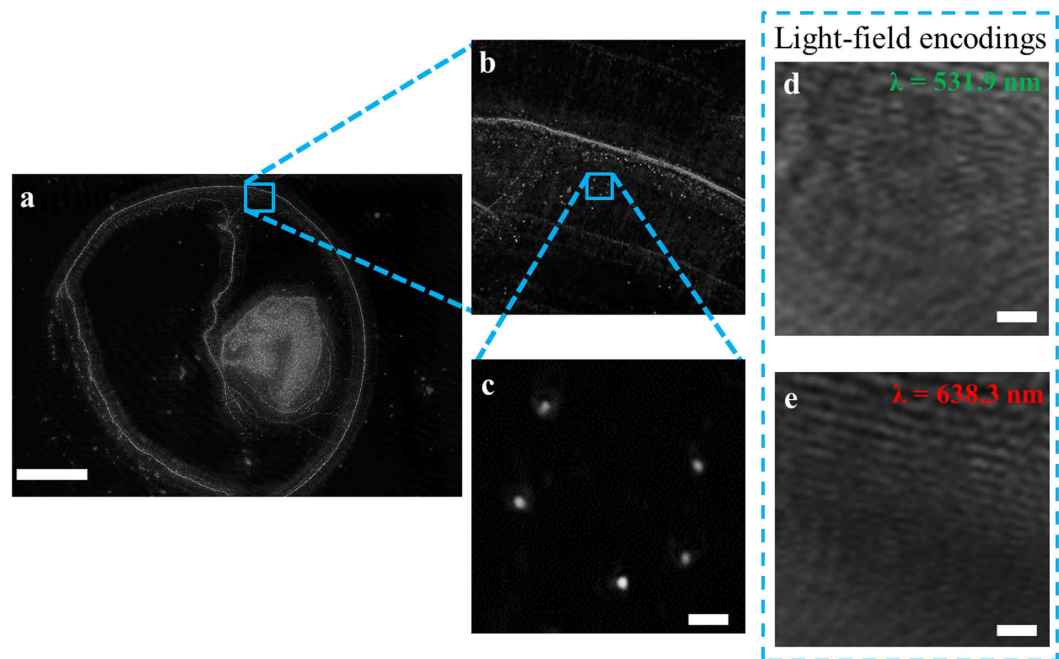 Light-field encodings
a
b
c
d
λ = 531.9 nm
e
λ = 638.3 nm